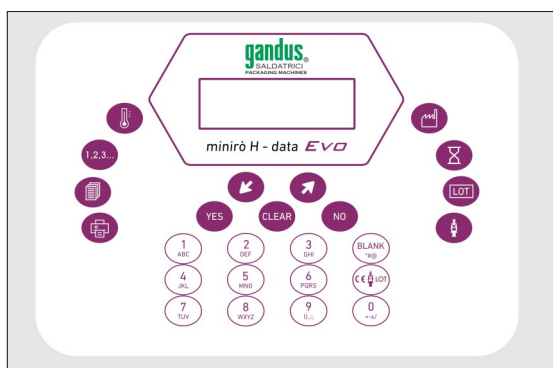 gandus®
SALDATRICI
PACKAGING MACHINES
minirò H - data Evo
1,2,3...
LOT
YES CLEAR NO
1 2 3 BLANK
ABC DEF GHI *#@
4 5 6 CE LOT
JKL MNO PQRS
7 8 9 0
TUV WXYZ +-x/